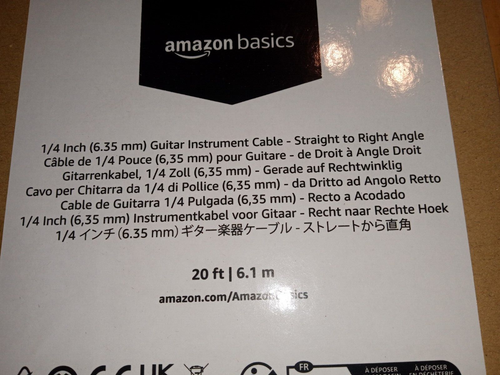 amazon basics
1/4 Inch (6.35 mm) Guitar Instrument Cable - Straight to Right Angle
Câble de 1/4 Pouce (6,35 mm) pour Guitare - de Droit à Angle Droit
Gitarrenkabel, 1/4 Zoll (6,35 mm) - Gerade auf Rechtwinklig
Cavo per Chitarra da 1/4 di Pollice (6,35 mm) - da Dritto ad Angolo Retto
Cable de Guitarra 1/4 Pulgada (6,35 mm) - Recto a Acodado
1/4 Inch (6,35 mm) Instrumentkabel voor Gitaar - Recht naar Rechte Hoek
1/4 インチ（6.35 mm）ギター楽器ケーブル - ストレートから直角
20 ft | 6.1 m
amazon.com/AmazonBasics
FR
À DÉPOSER
À DÉPOSER
EN DÉCHÈTERIE